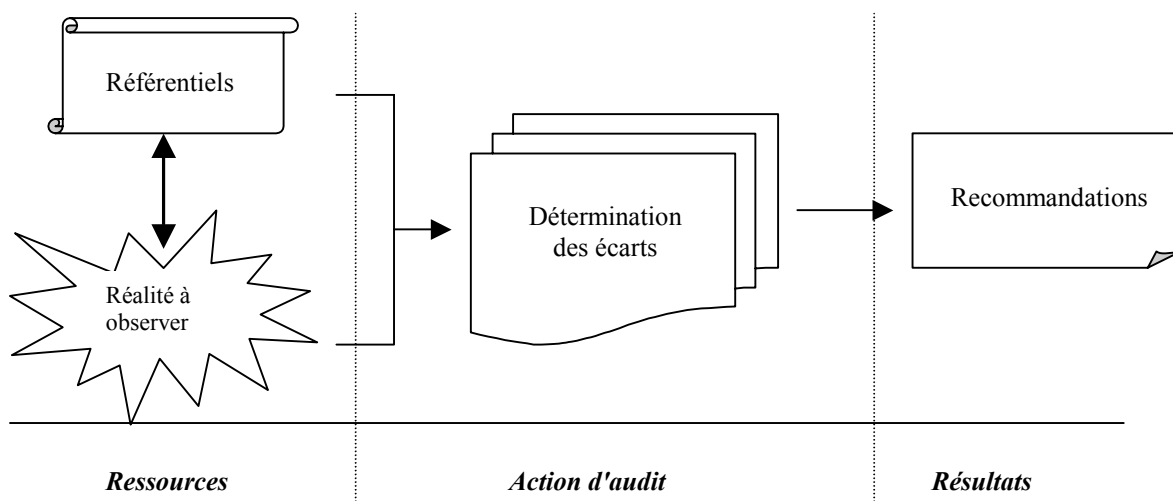 Référentiels
Réalité à
observer
Détermination
des écarts
Recommandations
Ressources
Action d'audit
Résultats